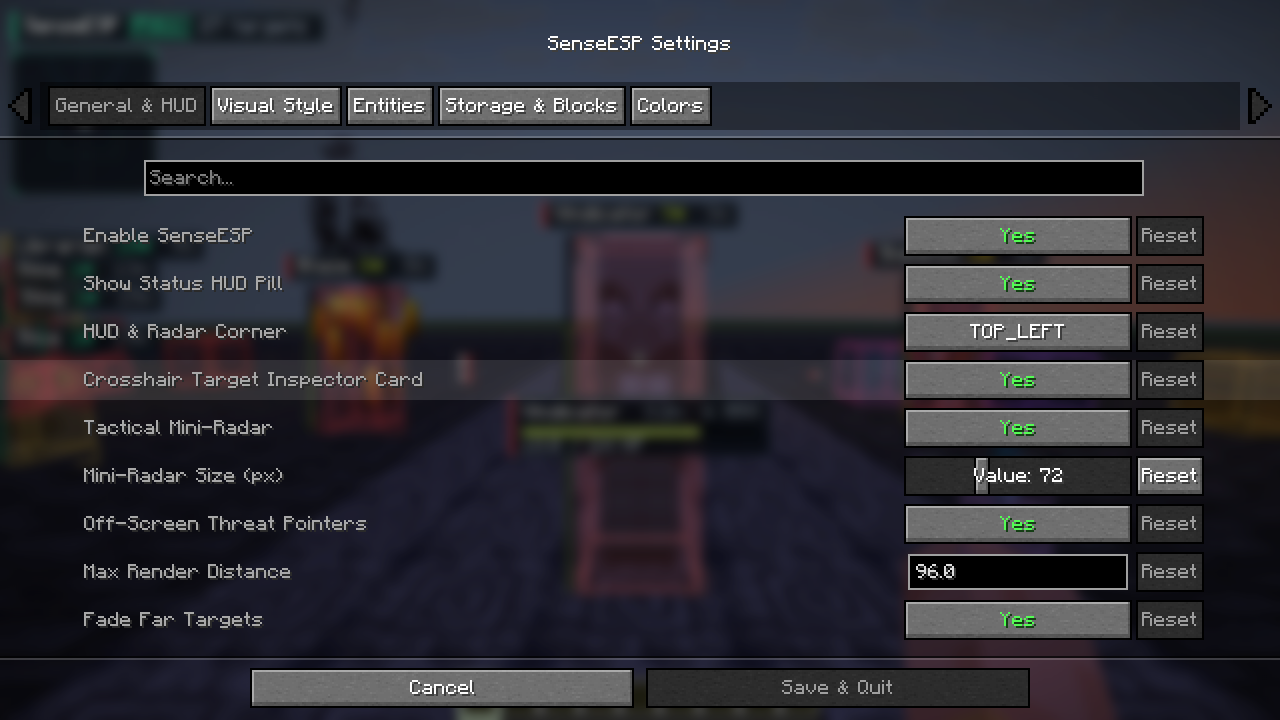 SenseESP Settings
General & HUD
Visual Style
Entities
Storage & Blocks
Colors
Search...
Enable SenseESP
Yes
Reset
Show Status HUD Pill
Yes
Reset
HUD & Radar Corner
TOP_LEFT
Reset
Crosshair Target Inspector Card
Yes
Reset
Tactical Mini-Radar
Yes
Reset
Mini-Radar Size (px)
Value: 72
Reset
Off-Screen Threat Pointers
Yes
Reset
Max Render Distance
96.0
Reset
Fade Far Targets
Yes
Reset
Cancel
Save & Quit